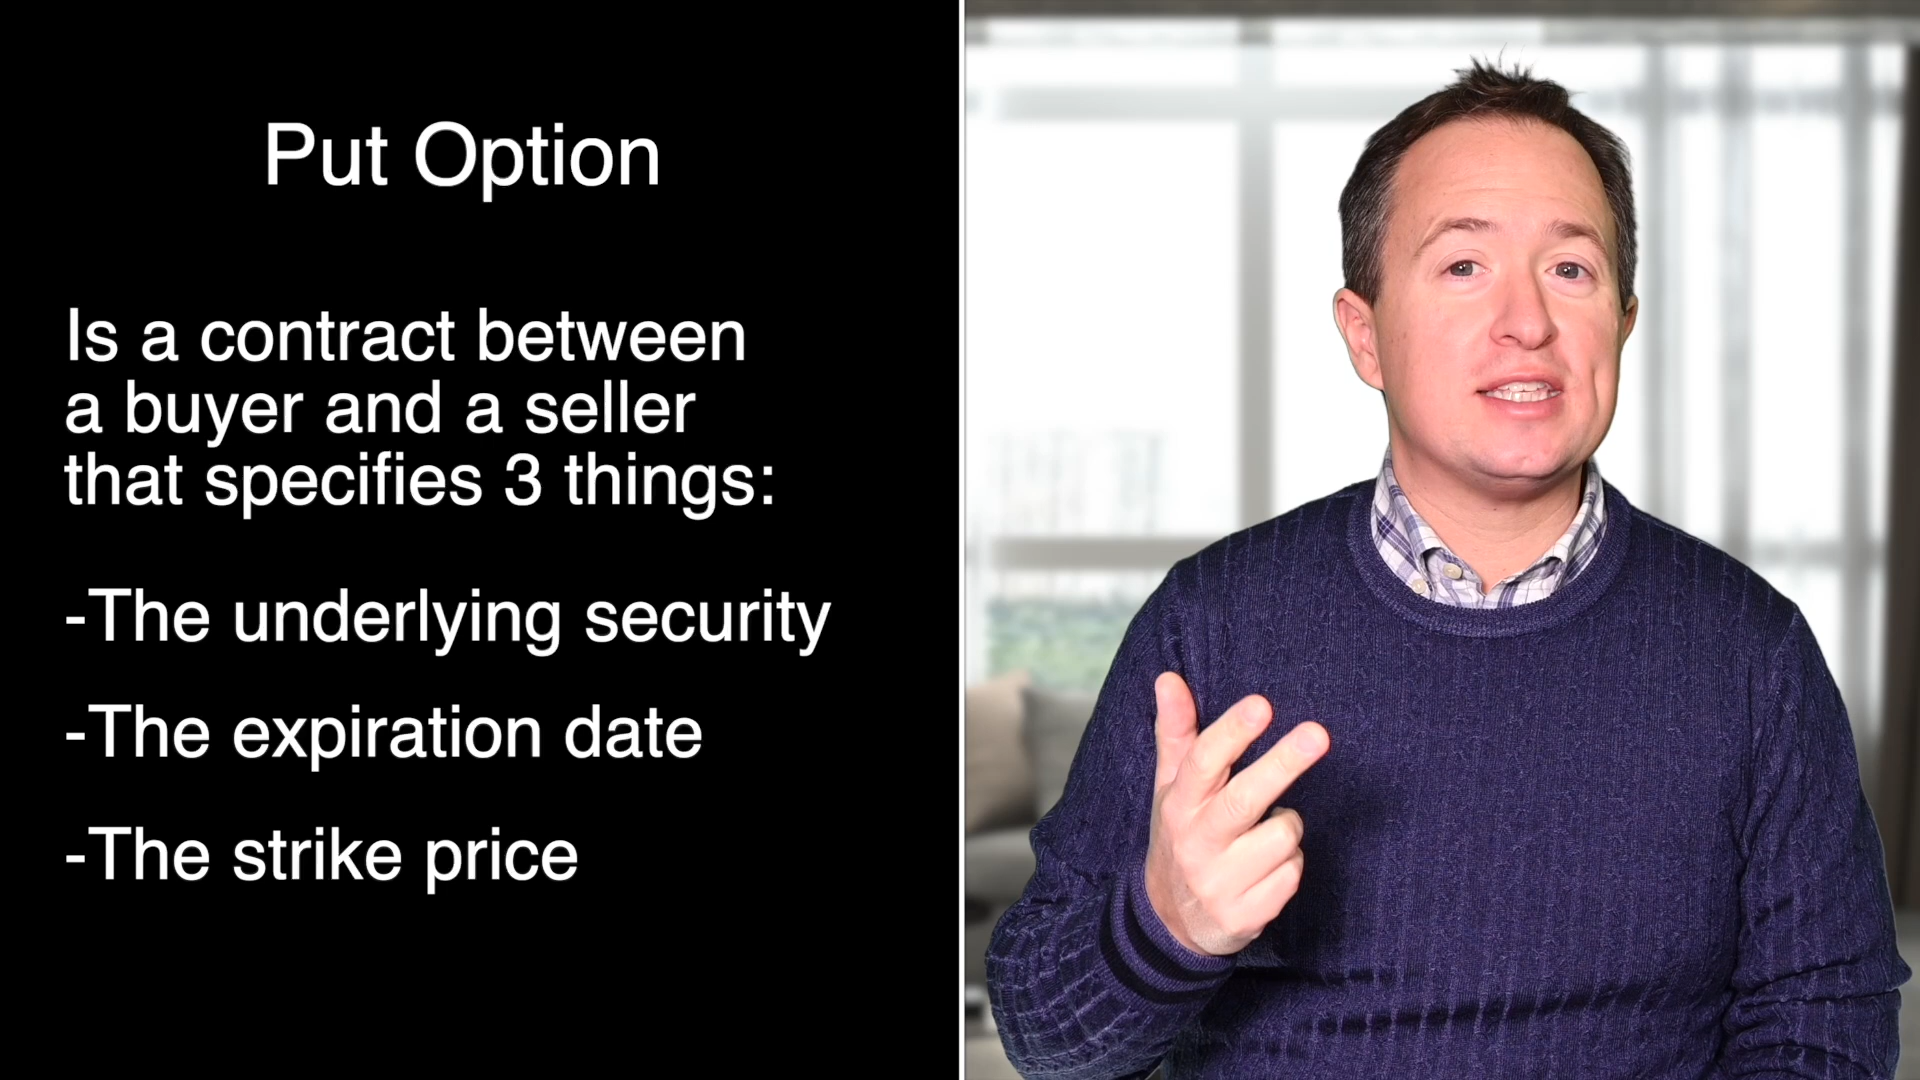 Put Option
Is a contract between
a buyer and a seller
that specifies 3 things:
-The underlying security
-The expiration date
-The strike price